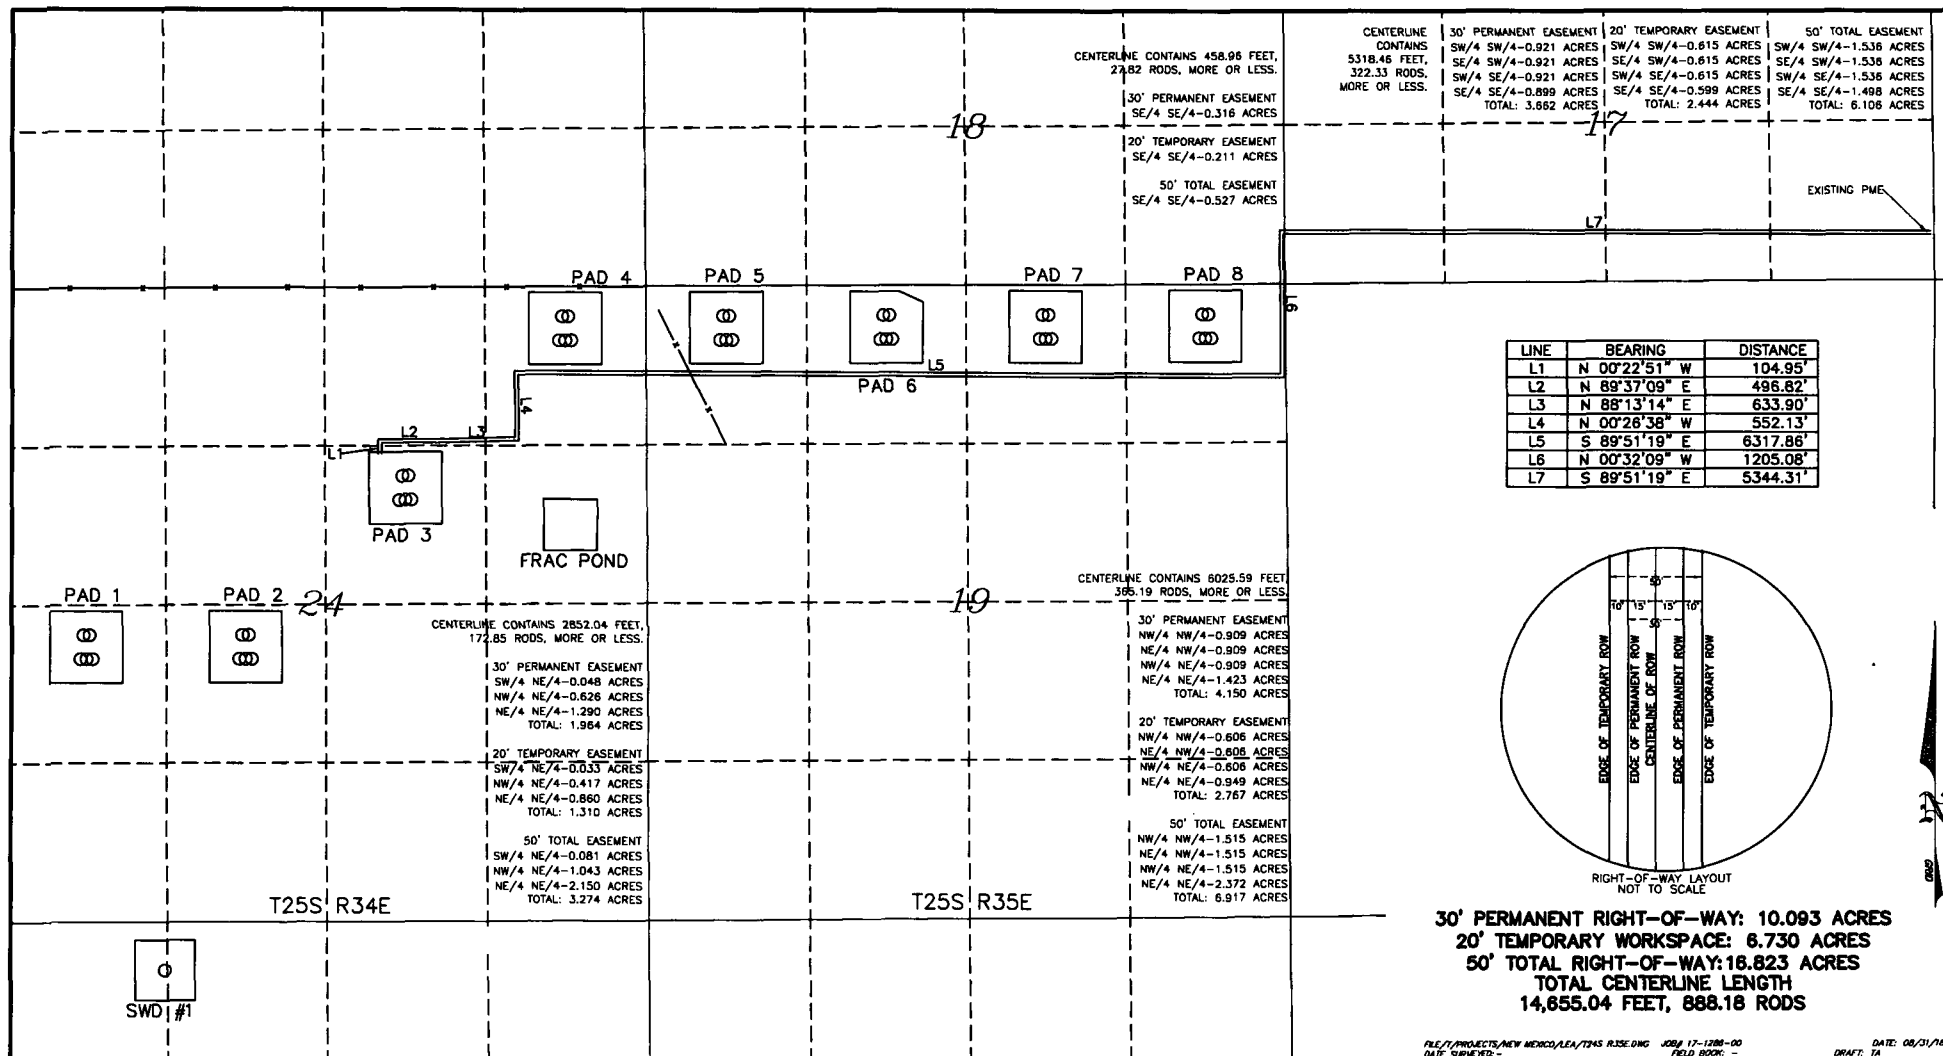 CENTERLINE CONTAINS 458.96 FEET,
27.82 RODS, MORE OR LESS.
30' PERMANENT EASEMENT
SE/4 SE/4-0.316 ACRES
20' TEMPORARY EASEMENT
SE/4 SE/4-0.211 ACRES
50' TOTAL EASEMENT
SE/4 SE/4-0.527 ACRES
18
CENTERLINE
CONTAINS
5318.46 FEET,
322.33 RODS,
MORE OR LESS.
30' PERMANENT EASEMENT
SW/4 SW/4-0.921 ACRES
SE/4 SW/4-0.921 ACRES
SW/4 SE/4-0.921 ACRES
SE/4 SE/4-0.899 ACRES
TOTAL: 3.662 ACRES
20' TEMPORARY EASEMENT
SW/4 SW/4-0.615 ACRES
SE/4 SW/4-0.615 ACRES
SW/4 SE/4-0.615 ACRES
SE/4 SE/4-0.599 ACRES
TOTAL: 2.444 ACRES
50' TOTAL EASEMENT
SW/4 SW/4-1.536 ACRES
SE/4 SW/4-1.536 ACRES
SW/4 SE/4-1.536 ACRES
SE/4 SE/4-1.498 ACRES
TOTAL: 6.106 ACRES
17
EXISTING PME
L7
PAD 4
PAD 5
PAD 7
PAD 8
L6
L5
PAD 6
L4
L2
L3
L1
PAD 3
FRAC POND
LINE BEARING DISTANCE
L1 N 00°22'51" W 104.95'
L2 N 89°37'09" E 496.82'
L3 N 88°13'14" E 633.90'
L4 N 00°26'38" W 552.13'
L5 S 89°51'19" E 6317.86'
L6 N 00°32'09" W 1205.08'
L7 S 89°51'19" E 5344.31'
PAD 1
PAD 2
24
19
CENTERLINE CONTAINS 2852.04 FEET,
172.85 RODS, MORE OR LESS.
30' PERMANENT EASEMENT
SW/4 NE/4-0.048 ACRES
NW/4 NE/4-0.626 ACRES
NE/4 NE/4-1.290 ACRES
TOTAL: 1.964 ACRES
20' TEMPORARY EASEMENT
SW/4 NE/4-0.033 ACRES
NW/4 NE/4-0.417 ACRES
NE/4 NE/4-0.860 ACRES
TOTAL: 1.310 ACRES
50' TOTAL EASEMENT
SW/4 NE/4-0.081 ACRES
NW/4 NE/4-1.043 ACRES
NE/4 NE/4-2.150 ACRES
TOTAL: 3.274 ACRES
CENTERLINE CONTAINS 6025.59 FEET,
365.19 RODS, MORE OR LESS.
30' PERMANENT EASEMENT
NW/4 NW/4-0.909 ACRES
NE/4 NW/4-0.909 ACRES
NW/4 NE/4-0.909 ACRES
NE/4 NE/4-1.423 ACRES
TOTAL: 4.150 ACRES
20' TEMPORARY EASEMENT
NW/4 NW/4-0.606 ACRES
NE/4 NW/4-0.606 ACRES
NW/4 NE/4-0.606 ACRES
NE/4 NE/4-0.949 ACRES
TOTAL: 2.767 ACRES
50' TOTAL EASEMENT
NW/4 NW/4-1.515 ACRES
NE/4 NW/4-1.515 ACRES
NW/4 NE/4-1.515 ACRES
NE/4 NE/4-2.372 ACRES
TOTAL: 6.917 ACRES
T25S R34E
T25S R35E
SWD #1
50'
10' 15' 15' 10'
EDGE OF TEMPORARY ROW
EDGE OF PERMANENT ROW
CENTERLINE OF ROW
EDGE OF PERMANENT ROW
EDGE OF TEMPORARY ROW
RIGHT-OF-WAY LAYOUT
NOT TO SCALE
GRID
30' PERMANENT RIGHT-OF-WAY: 10.093 ACRES
20' TEMPORARY WORKSPACE: 6.730 ACRES
50' TOTAL RIGHT-OF-WAY:16.823 ACRES
TOTAL CENTERLINE LENGTH
14,655.04 FEET, 888.18 RODS
FILE/T/PROJECTS/NEW MEXICO/LEA/T24S R35E.DWG JOB# 17-1288-00 DATE: 08/31/18
DATE SURVEYED: - FIELD BOOK: - DRAFT: TA